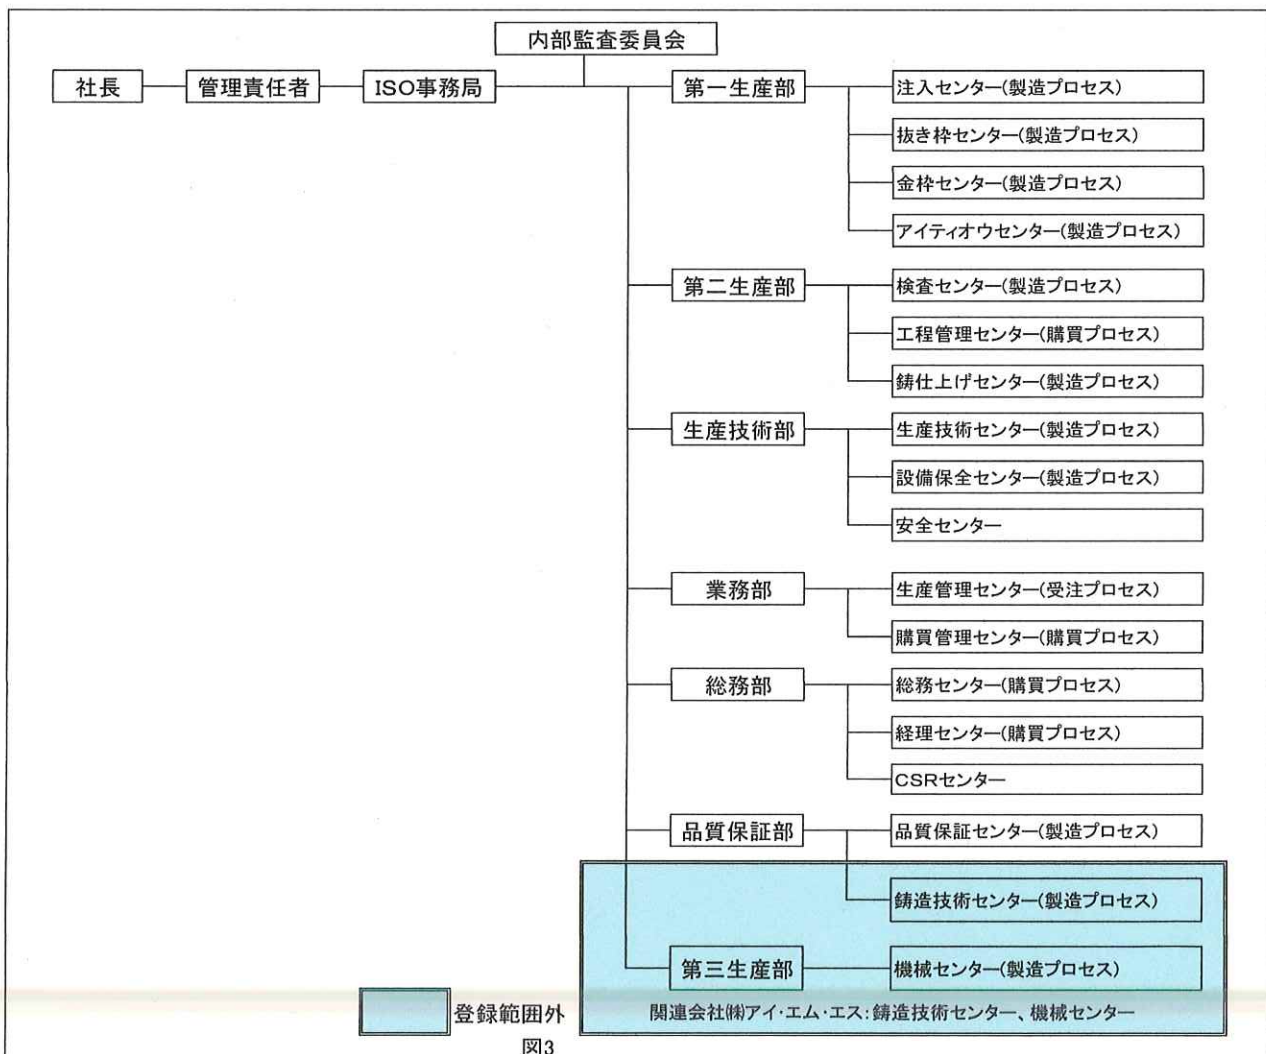 内部監査委員会
社長
管理責任者
ISO事務局
第一生産部
注入センター(製造プロセス)
抜き枠センター(製造プロセス)
金枠センター(製造プロセス)
アイティオウセンター(製造プロセス)
第二生産部
検査センター(製造プロセス)
工程管理センター(購買プロセス)
鋳仕上げセンター(製造プロセス)
生産技術部
生産技術センター(製造プロセス)
設備保全センター(製造プロセス)
安全センター
業務部
生産管理センター(受注プロセス)
購買管理センター(購買プロセス)
総務部
総務センター(購買プロセス)
経理センター(購買プロセス)
CSRセンター
品質保証部
品質保証センター(製造プロセス)
鋳造技術センター(製造プロセス)
第三生産部
機械センター(製造プロセス)
関連会社㈱アイ・エム・エス:鋳造技術センター、機械センター
登録範囲外
図3